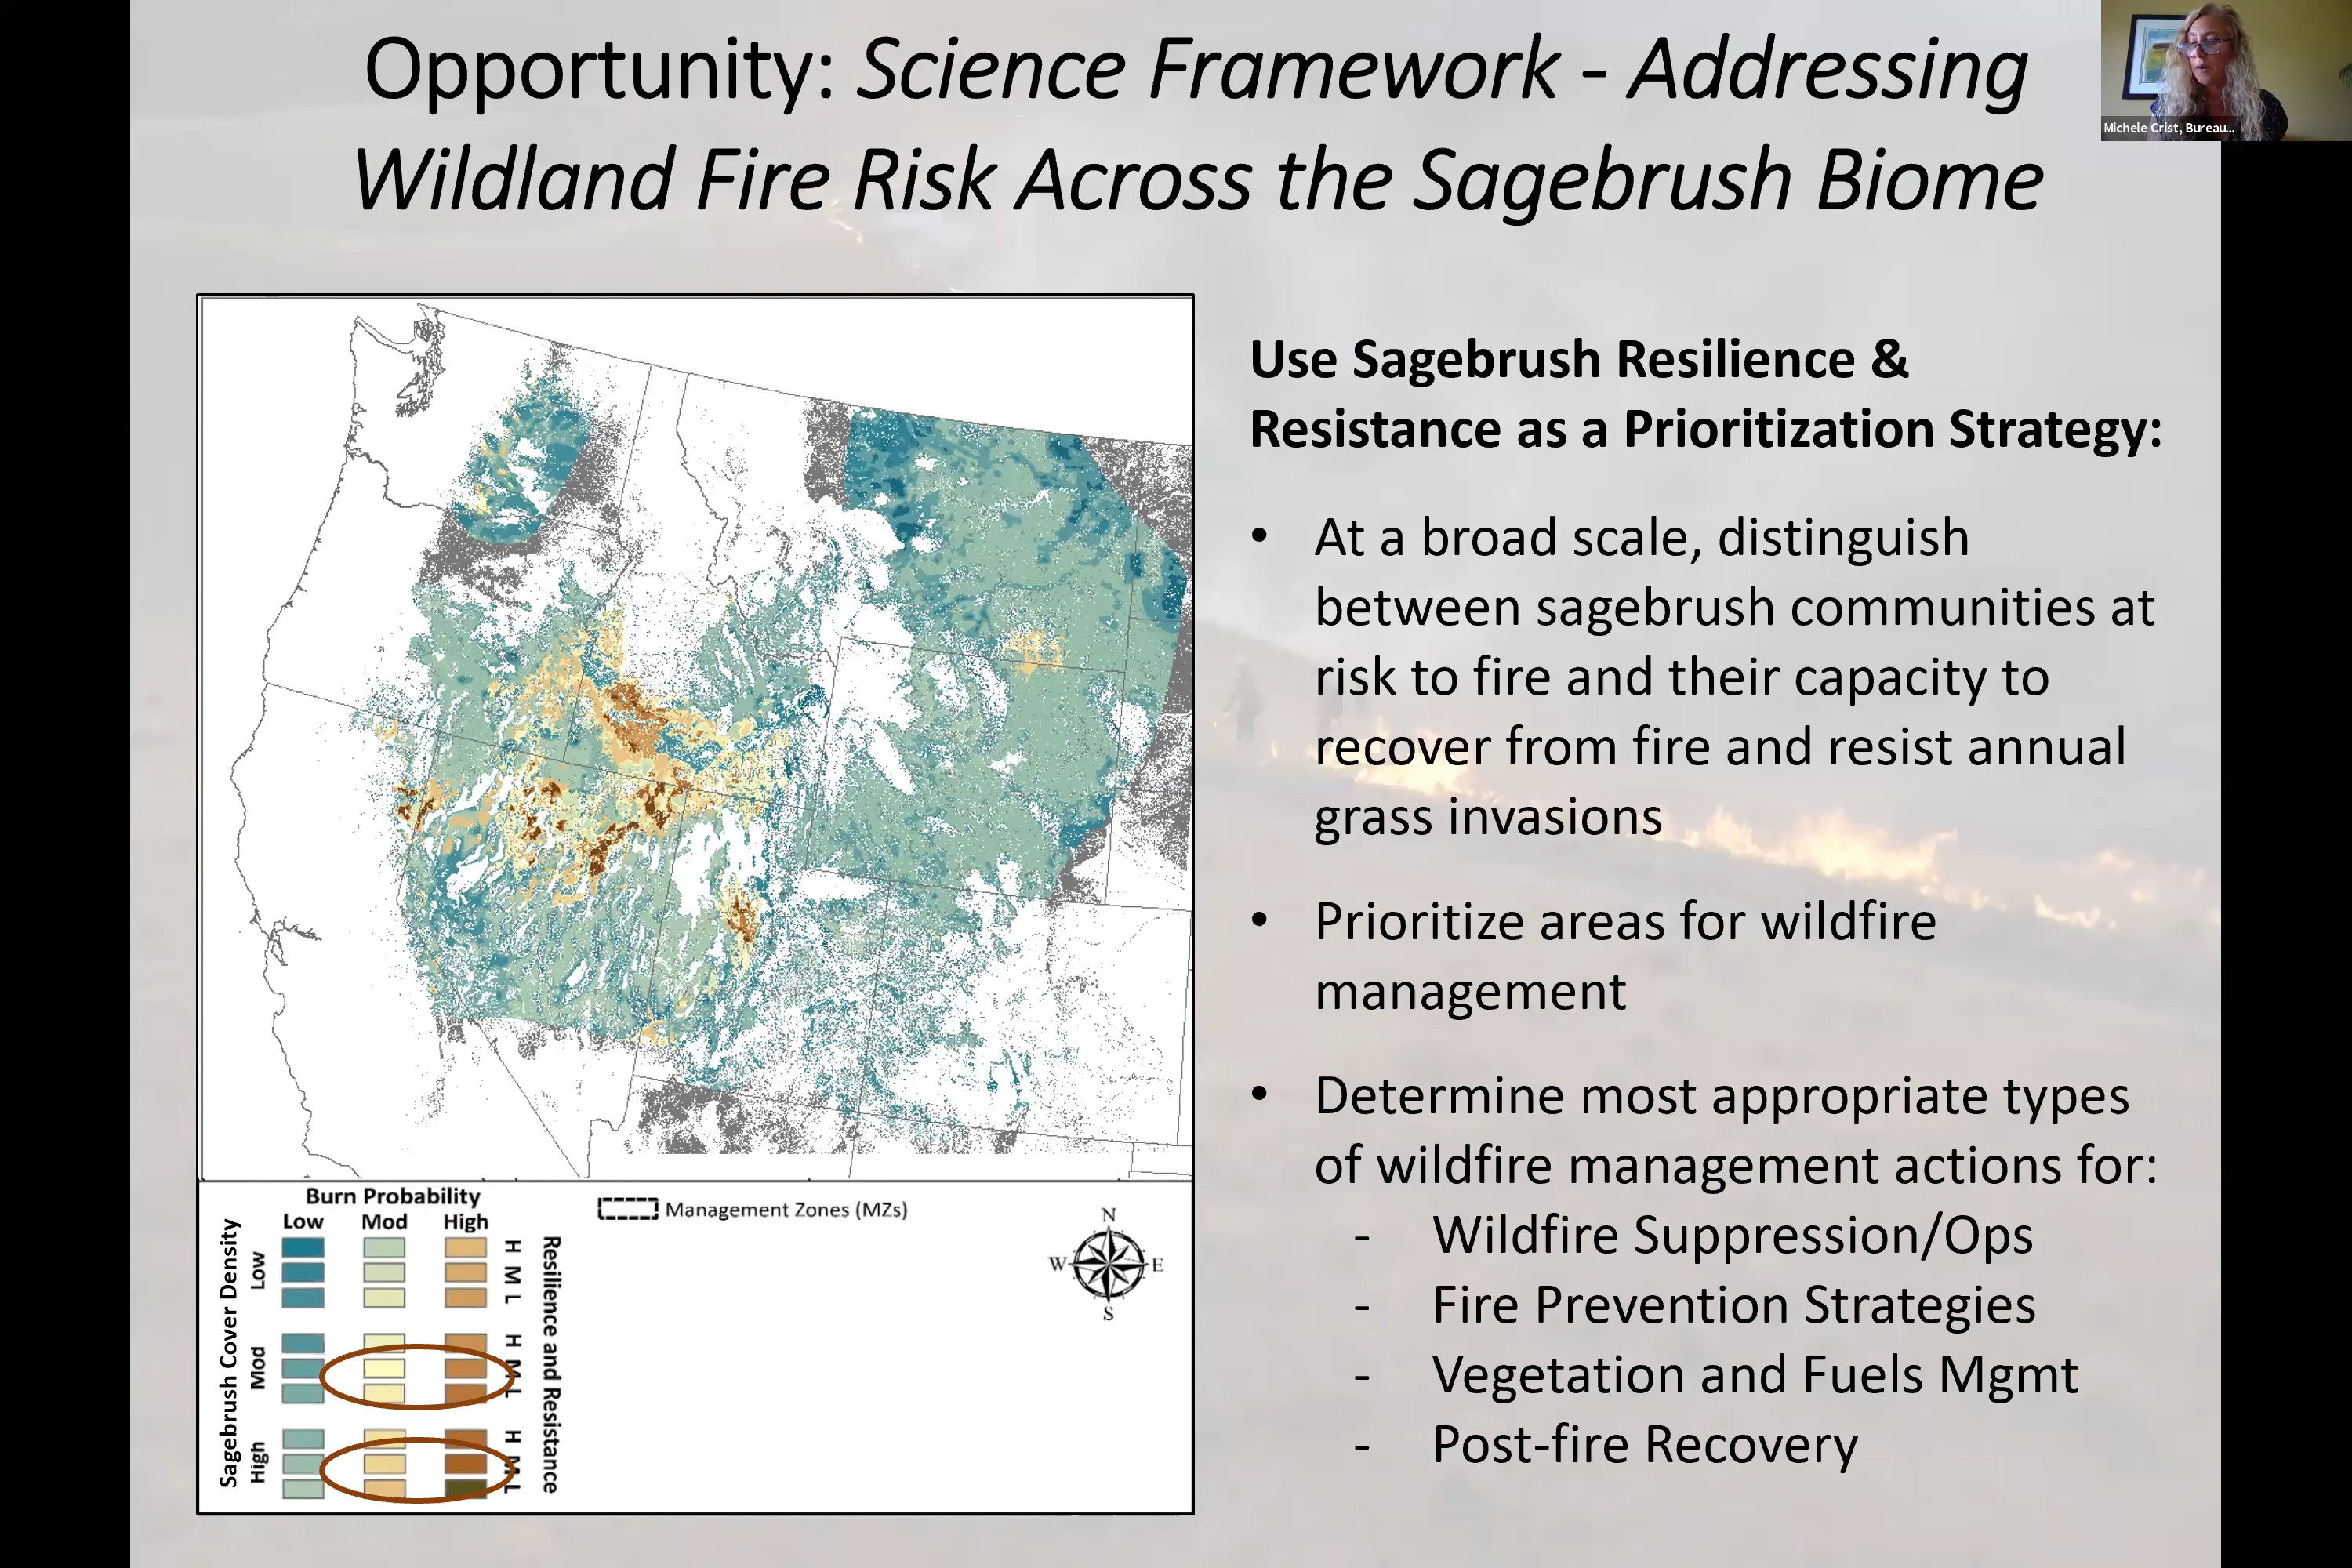 Opportunity: Science Framework - Addressing
Wildland Fire Risk Across the Sagebrush Biome
Michele Crist, Bureau...
Use Sagebrush Resilience &
Resistance as a Prioritization Strategy:
• At a broad scale, distinguish
between sagebrush communities at
risk to fire and their capacity to
recover from fire and resist annual
grass invasions
• Prioritize areas for wildfire
management
• Determine most appropriate types
of wildfire management actions for:
- Wildfire Suppression/Ops
- Fire Prevention Strategies
- Vegetation and Fuels Mgmt
- Post-fire Recovery
Burn Probability
Low Mod High
Sagebrush Cover Density
Low
Mod
High
H M L
H M L
H M L
Resilience and Resistance
Management Zones (MZs)
N
W E
S